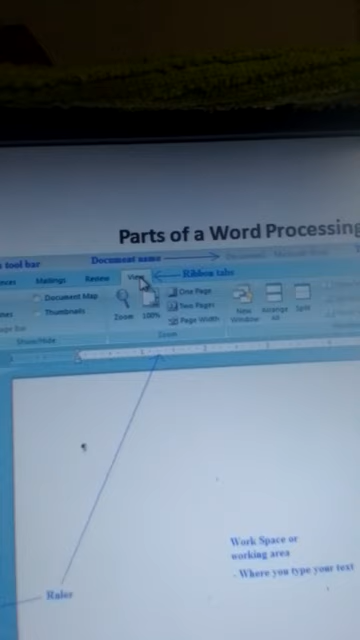 Parts of a Word Processing
tool bar
Document name
Ribbon tabs
Mailings Review View
Document Map
Thumbnails
Zoom 100%
One Page
Two Pages
Page Width
New Window
Arrange All
Split
Show/Hide
Zoom
Work Space or
working area
- Where you type your text
Ruler